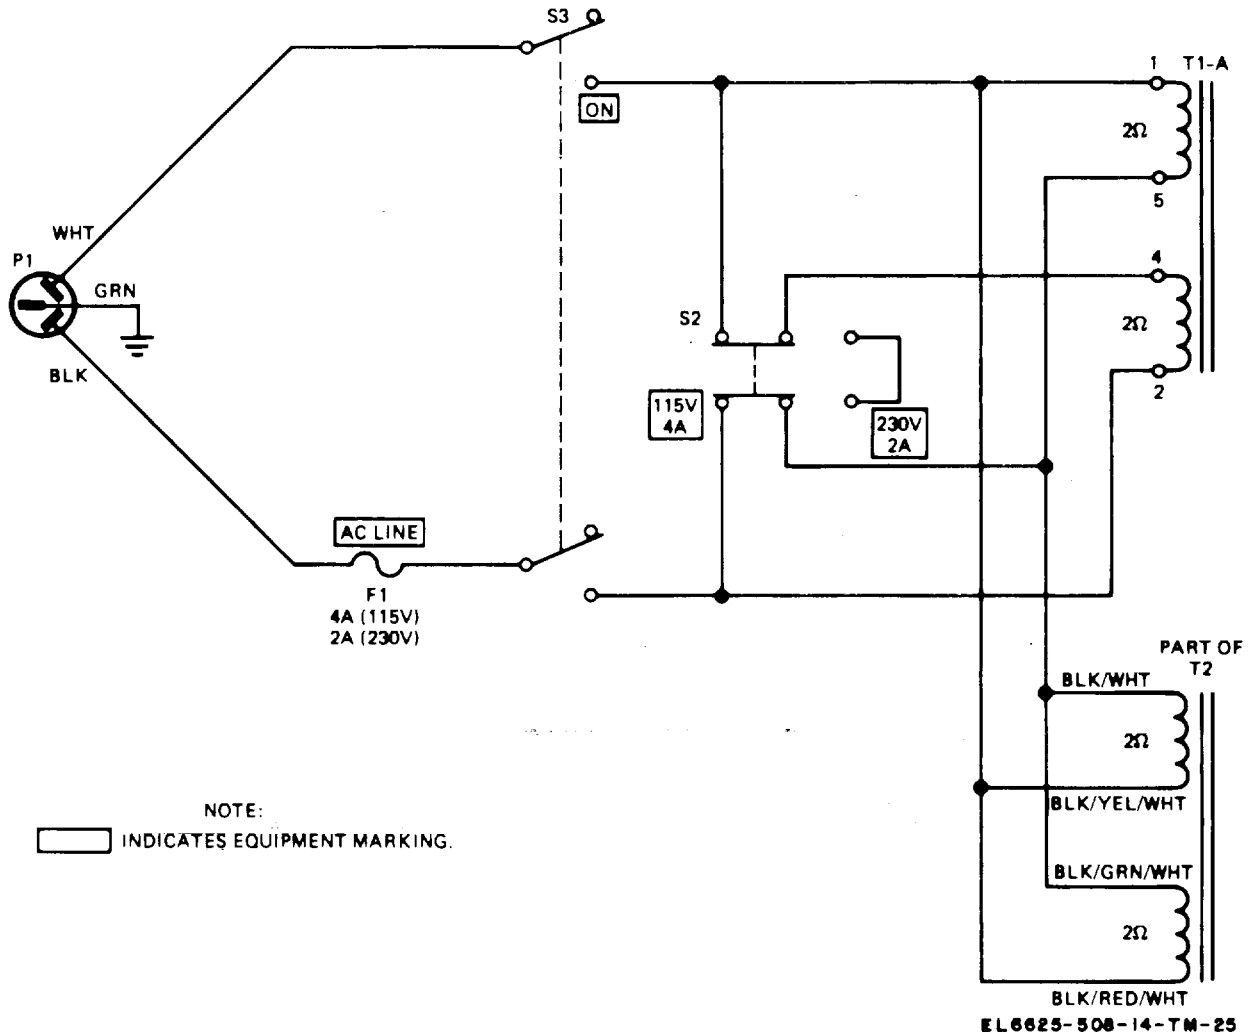 S3
ON
1 T1-A
2Ω
5
4
2Ω
2
WHT
P1
GRN
BLK
S2
115V
4A
230V
2A
AC LINE
F1
4A (115V)
2A (230V)
PART OF
T2
BLK/WHT
2Ω
BLK/YEL/WHT
BLK/GRN/WHT
2Ω
BLK/RED/WHT
NOTE:
INDICATES EQUIPMENT MARKING.
EL6625-508-14-TM-25